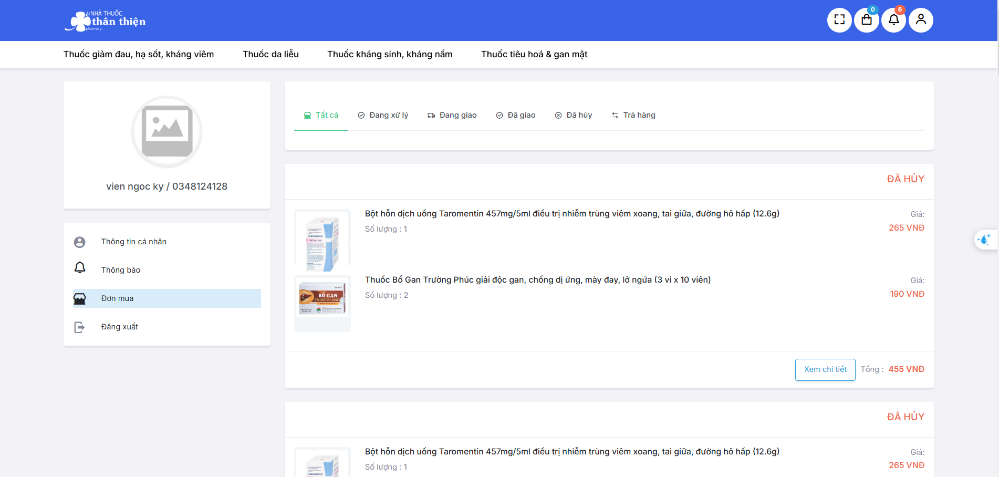 NHÀ THUỐC
thân thiện
pharmacy
0
6
Thuốc giảm đau, hạ sốt, kháng viêm
Thuốc da liễu
Thuốc kháng sinh, kháng nấm
Thuốc tiêu hoá & gan mật
vien ngoc ky / 0348124128
Thông tin cá nhân
Thông báo
Đơn mua
Đăng xuất
Tất cả
Đang xử lý
Đang giao
Đã giao
Đã hủy
Trả hàng
ĐÃ HỦY
TAROMENTIN
Bột hỗn dịch uống Taromentin 457mg/5ml điều trị nhiễm trùng viêm xoang, tai giữa, đường hô hấp (12.6g)
Số lượng : 1
Giá:
265 VNĐ
BỔ GAN
TRƯỜNG PHÚC
Thuốc Bổ Gan Trường Phúc giải độc gan, chống dị ứng, mày đay, lở ngứa (3 vỉ x 10 viên)
Số lượng : 2
Giá:
190 VNĐ
Xem chi tiết
Tổng : 455 VNĐ
ĐÃ HỦY
TAROMENTIN
Bột hỗn dịch uống Taromentin 457mg/5ml điều trị nhiễm trùng viêm xoang, tai giữa, đường hô hấp (12.6g)
Số lượng : 1
Giá:
265 VNĐ